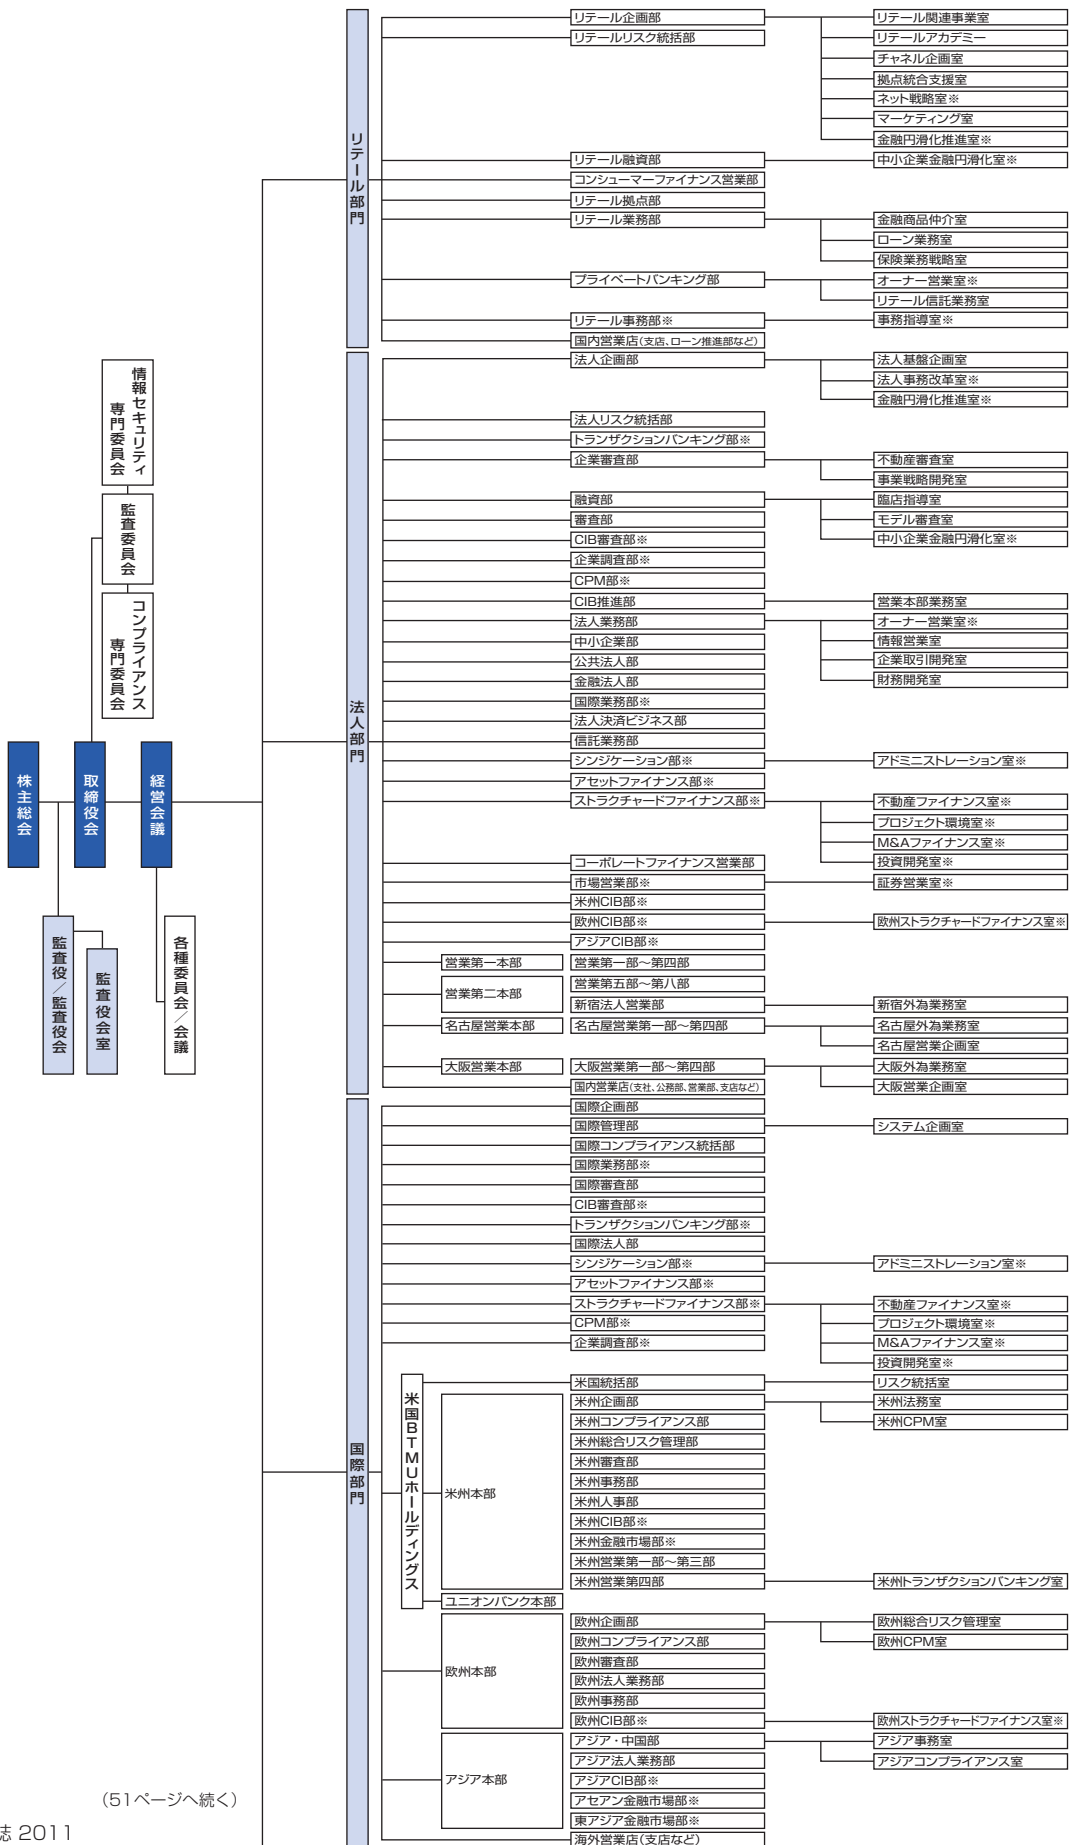 株主総会
取締役会
経営会議
情報セキュリティ
専門委員会
監査委員会
コンプライアンス
専門委員会
監査役／監査役会
監査役会室
各種委員会／会議
リテール部門
リテール企画部
リテール関連事業室
リテールリスク統括部
リテールアカデミー
チャネル企画室
拠点統合支援室
ネット戦略室※
マーケティング室
金融円滑化推進室※
リテール融資部
中小企業金融円滑化室※
コンシューマーファイナンス営業部
リテール拠点部
リテール業務部
金融商品仲介室
ローン業務室
保険業務戦略室
プライベートバンキング部
オーナー営業室※
リテール信託業務室
リテール事務部※
事務指導室※
国内営業店(支店、ローン推進部など)
法人部門
法人企画部
法人基盤企画室
法人事務改革室※
金融円滑化推進室※
法人リスク統括部
トランザクションバンキング部※
企業審査部
不動産審査室
事業戦略開発室
融資部
臨店指導室
審査部
モデル審査室
CIB審査部※
中小企業金融円滑化室※
企業調査部※
CPM部※
CIB推進部
営業本部業務室
法人業務部
オーナー営業室※
中小企業部
情報営業室
公共法人部
企業取引開発室
金融法人部
財務開発室
国際業務部※
法人決済ビジネス部
信託業務部
シンジケーション部※
アドミニストレーション室※
アセットファイナンス部※
ストラクチャードファイナンス部※
不動産ファイナンス室※
プロジェクト環境室※
M&Aファイナンス室※
コーポレートファイナンス営業部
投資開発室※
市場営業部※
証券営業室※
米州CIB部※
欧州CIB部※
欧州ストラクチャードファイナンス室※
アジアCIB部※
営業第一本部
営業第一部～第四部
営業第二本部
営業第五部～第八部
新宿法人営業部
新宿外為業務室
名古屋営業本部
名古屋営業第一部～第四部
名古屋外為業務室
名古屋営業企画室
大阪営業本部
大阪営業第一部～第四部
大阪外為業務室
国内営業店(支社、公務部、営業部、支店など)
大阪営業企画室
国際部門
国際企画部
国際管理部
システム企画室
国際コンプライアンス統括部
国際業務部※
国際審査部
CIB審査部※
トランザクションバンキング部※
国際法人部
シンジケーション部※
アドミニストレーション室※
アセットファイナンス部※
ストラクチャードファイナンス部※
不動産ファイナンス室※
CPM部※
プロジェクト環境室※
企業調査部※
M&Aファイナンス室※
投資開発室※
米国BTMUホールディングス
米国統括部
リスク統括室
米州本部
米州企画部
米州法務室
米州コンプライアンス部
米州CPM室
米州総合リスク管理部
米州審査部
米州事務部
米州人事部
米州CIB部※
米州金融市場部※
米州営業第一部～第三部
米州営業第四部
米州トランザクションバンキング室
ユニオンバンク本部
欧州本部
欧州企画部
欧州総合リスク管理室
欧州コンプライアンス部
欧州CPM室
欧州審査部
欧州法人業務部
欧州事務部
欧州CIB部※
欧州ストラクチャードファイナンス室※
アジア本部
アジア・中国部
アジア事務室
アジア法人業務部
アジアコンプライアンス室
アジアCIB部※
アセアン金融市場部※
東アジア金融市場部※
海外営業店(支店など)
(51ページへ続く)
誌 2011